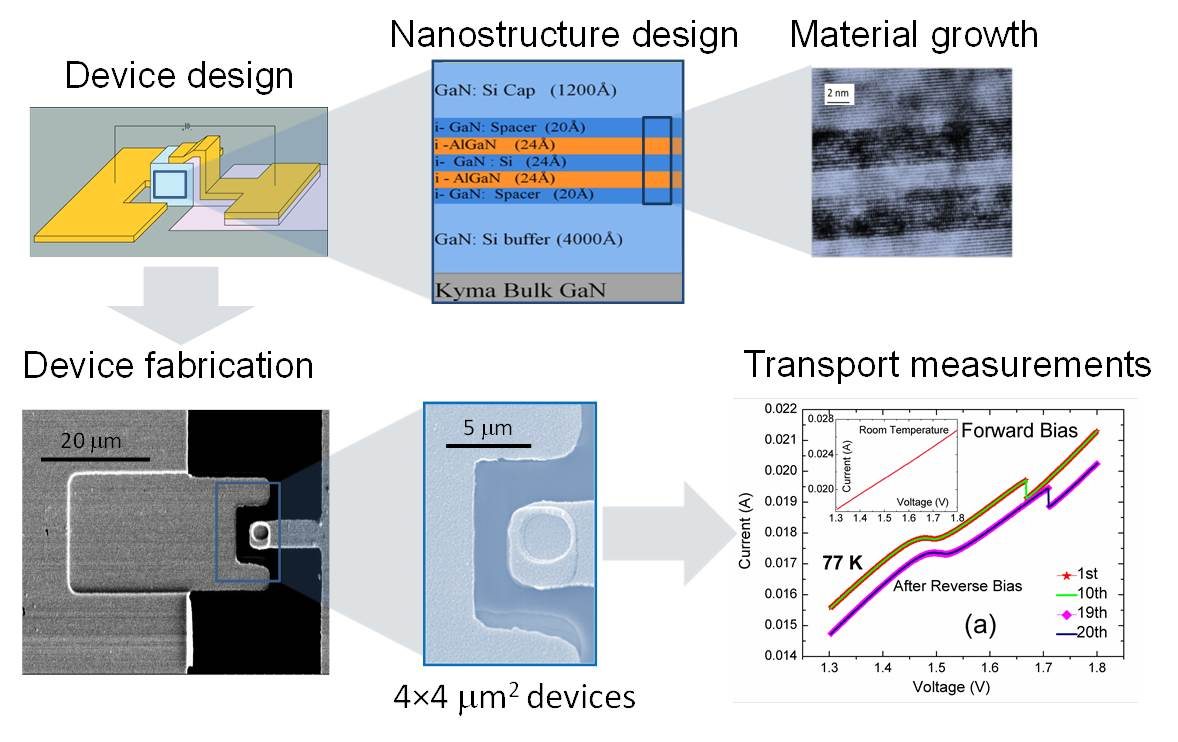 Device design
Nanostructure design
Material growth
GaN: Si Cap (1200Å)
i- GaN: Spacer (20Å)
i -AlGaN (24Å)
i- GaN : Si (24Å)
i - AlGaN (24Å)
i- GaN: Spacer (20Å)
GaN: Si buffer (4000Å)
Kyma Bulk GaN
2 nm
Device fabrication
20 µm
5 µm
4×4 µm² devices
Transport measurements
0.022
0.021
0.020
0.019
0.018
0.017
0.016
0.015
0.014
Current (A)
1.3 1.4 1.5 1.6 1.7 1.8
Voltage (V)
0.028
0.024
0.020
Current (A)
Room Temperature
Voltage (V)
1.3 1.4 1.5 1.6 1.7 1.8
Forward Bias
77 K
After Reverse Bias
(a)
1st
10th
19th
20th